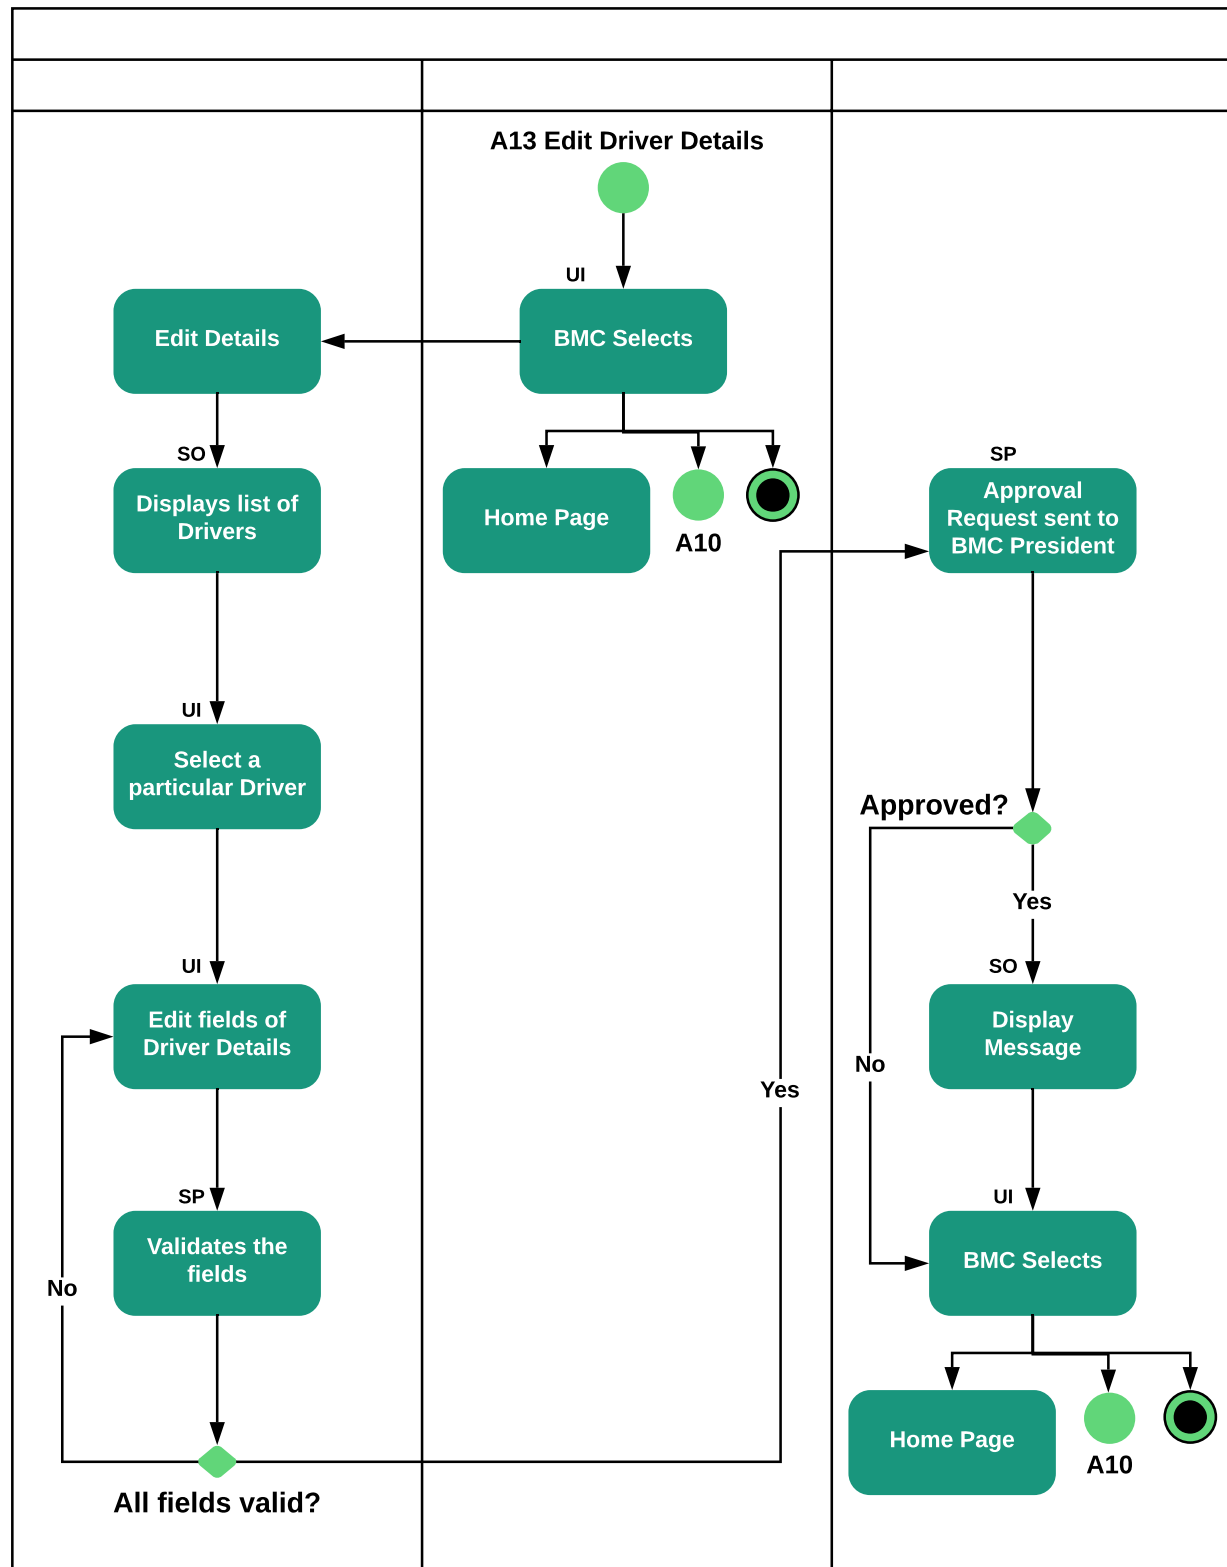 A13 Edit Driver Details
UI
BMC Selects
Edit Details
SO
Displays list of
Drivers
Home Page
A10
SP
Approval
Request sent to
BMC President
UI
Select a
particular Driver
Approved?
Yes
UI
Edit fields of
Driver Details
SO
Display
Message
No
Yes
SP
Validates the
fields
UI
BMC Selects
No
Home Page
A10
All fields valid?